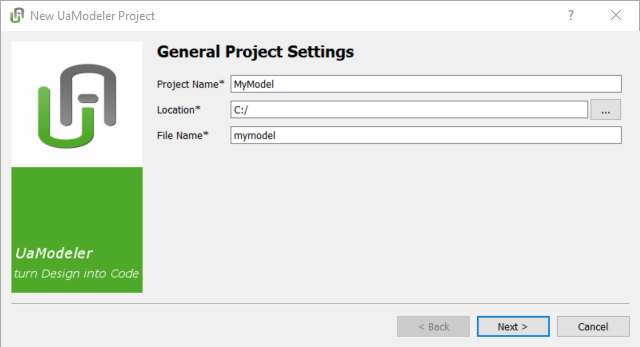 New UaModeler Project
General Project Settings
Project Name* MyModel
Location* C:/ ...
File Name* mymodel
UaModeler
turn Design into Code
< Back Next > Cancel